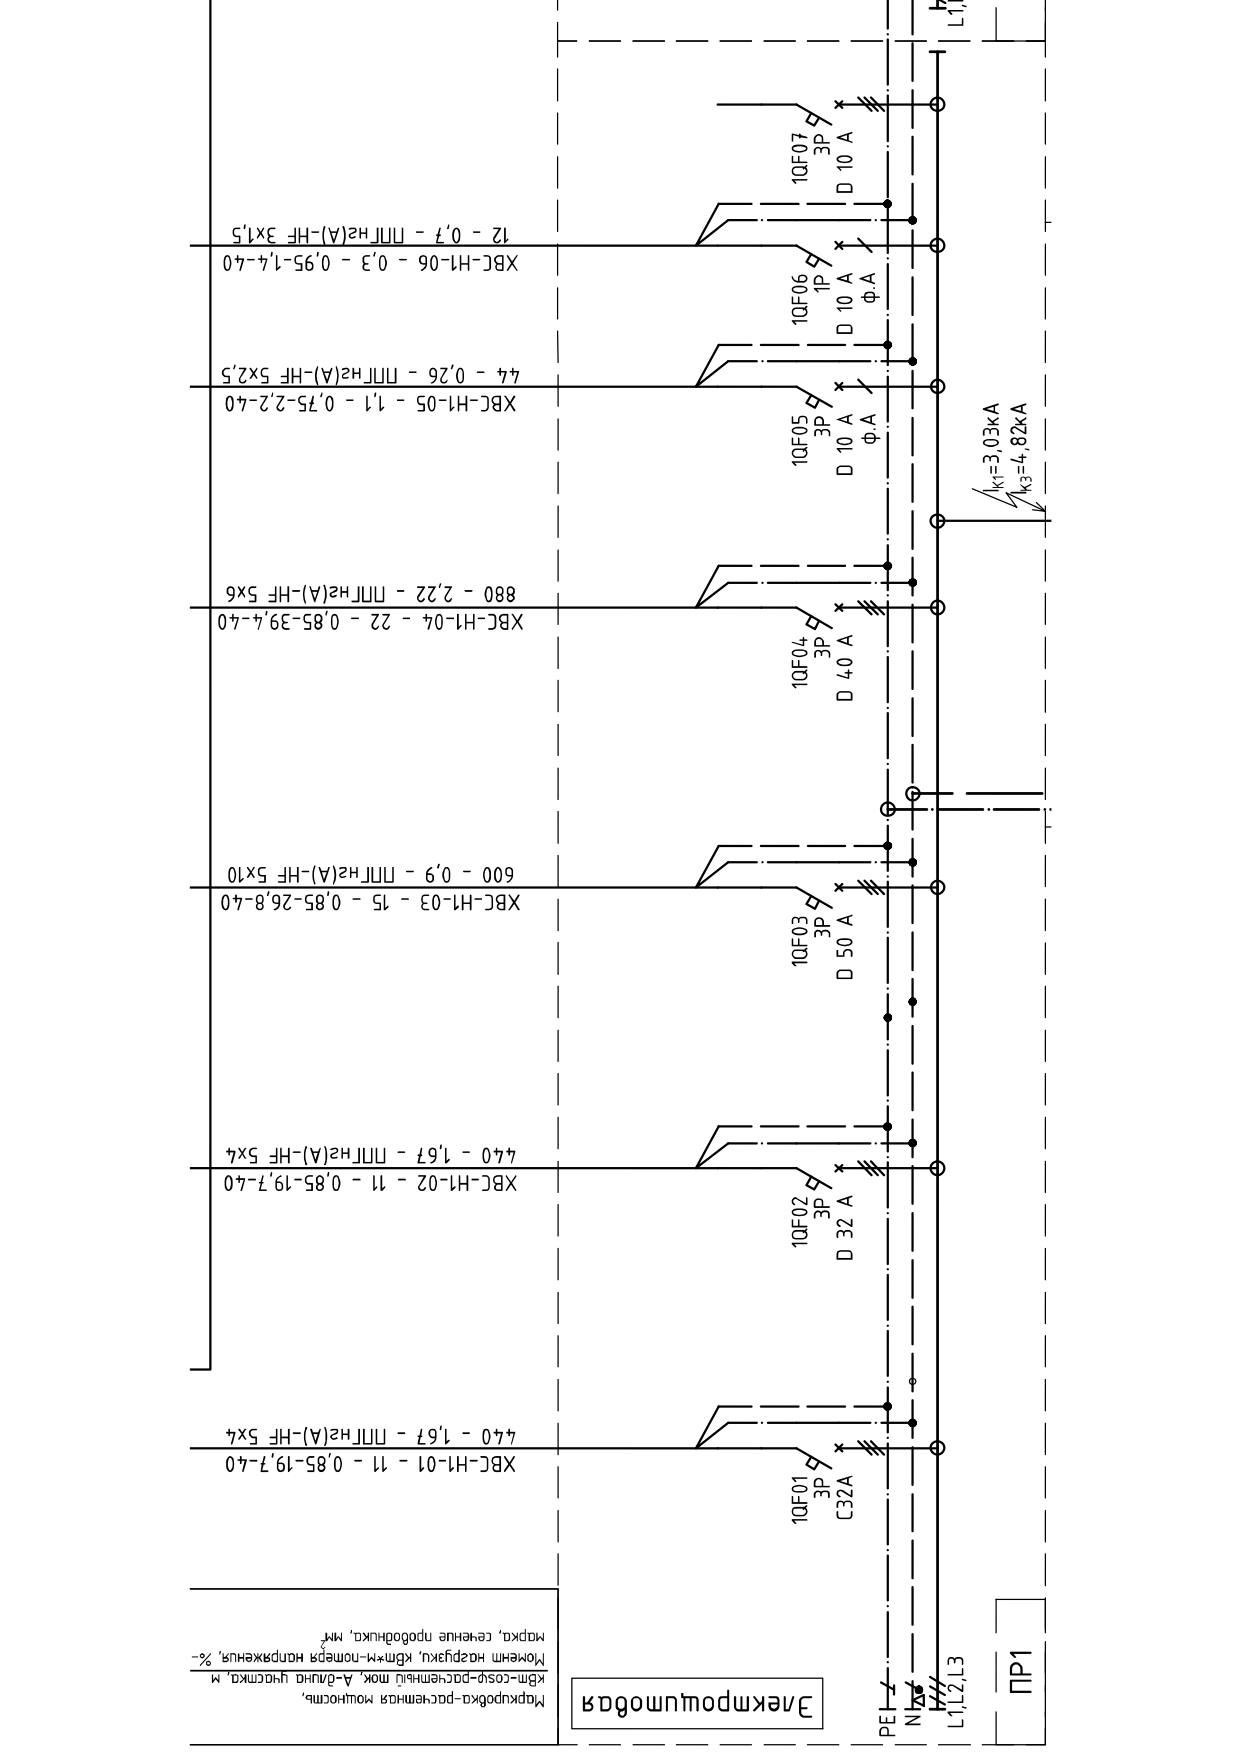 L1,L
1QF07
3P
D 10 A
ХВС-Н1-06 - 0,3 - 0,95-1,4-40
12 - 0,7 - ППГнг(А)-HF 3х1,5
1QF06
1P
D 10 A
ф.А
ХВС-Н1-05 - 1,1 - 0,75-2,2-40
44 - 0,26 - ППГнг(А)-HF 5х2,5
1QF05
3P
D 10 A
ф.А
Iк1=3,03кА
Iк3=4,82кА
ХВС-Н1-04 - 22 - 0,85-39,4-40
880 - 2,22 - ППГнг(А)-HF 5х6
1QF04
3P
D 40 A
ХВС-Н1-03 - 15 - 0,85-26,8-40
600 - 0,9 - ППГнг(А)-HF 5х10
1QF03
3P
D 50 A
ХВС-Н1-02 - 11 - 0,85-19,7-40
440 - 1,67 - ППГнг(А)-HF 5х4
1QF02
3P
D 32 A
ХВС-Н1-01 - 11 - 0,85-19,7-40
440 - 1,67 - ППГнг(А)-HF 5х4
1QF01
3P
C32A
Маркировка-расчетная мощность,
кВт-cosφ-расчетный ток, А-длина участка, м
Момент нагрузки, кВт*м-потеря напряжения, %-
марка, сечение проводника, мм²
Электрощитовая
PE
N
L1,L2,L3
ПР1